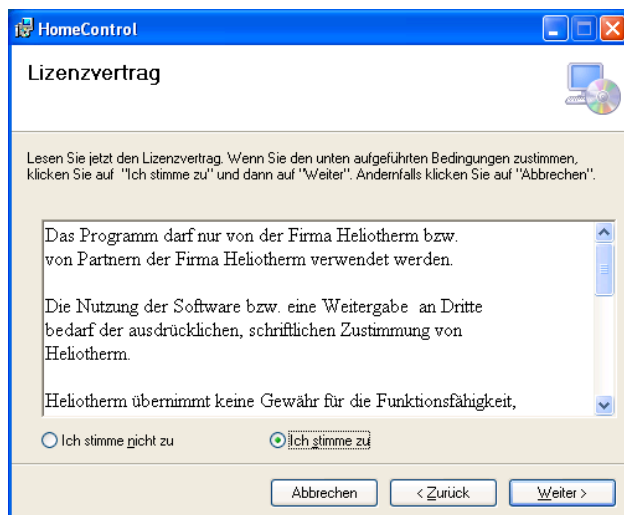 HomeControl
Lizenzvertrag
Lesen Sie jetzt den Lizenzvertrag. Wenn Sie den unten aufgeführten Bedingungen zustimmen,
klicken Sie auf "Ich stimme zu" und dann auf "Weiter". Andernfalls klicken Sie auf "Abbrechen".
Das Programm darf nur von der Firma Heliotherm bzw.
von Partnern der Firma Heliotherm verwendet werden.
Die Nutzung der Software bzw. eine Weitergabe an Dritte
bedarf der ausdrücklichen, schriftlichen Zustimmung von
Heliotherm.
Heliotherm übernimmt keine Gewähr für die Funktionsfähigkeit,
Ich stimme nicht zu Ich stimme zu
Abbrechen < Zurück Weiter >